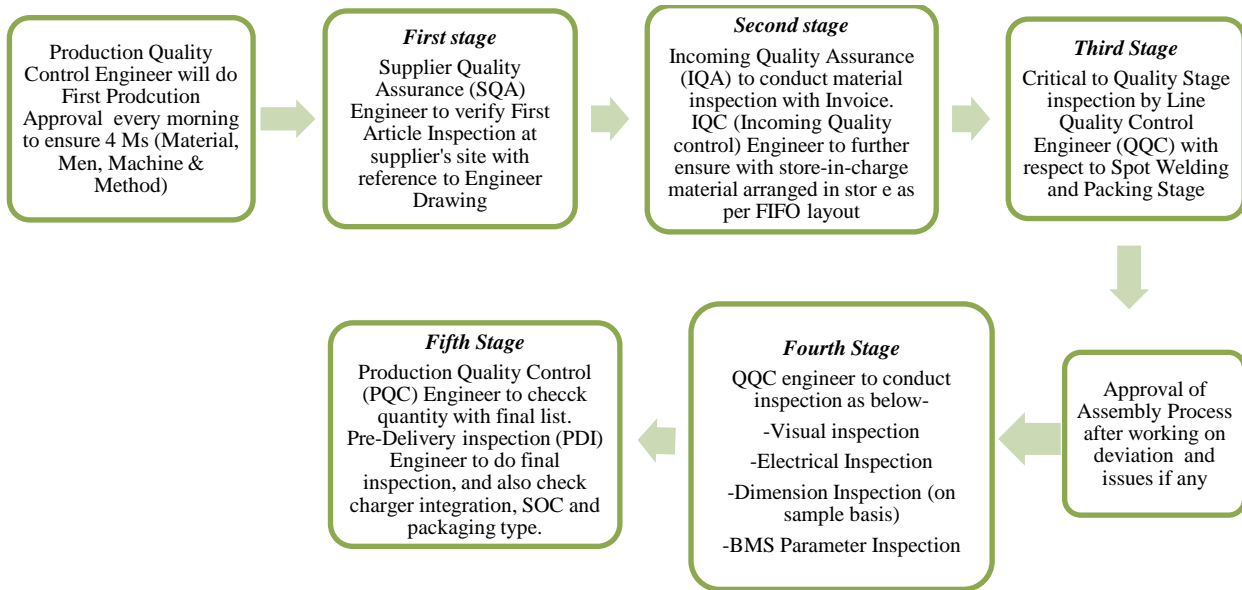 Production Quality
Control Engineer will do
First Prodcution
Approval every morning
to ensure 4 Ms (Material,
Men, Machine &
Method)
First stage
Supplier Quality
Assurance (SQA)
Engineer to verify First
Article Inspection at
supplier's site with
reference to Engineer
Drawing
Second stage
Incoming Quality Assurance
(IQA) to conduct material
inspection with Invoice.
IQC (Incoming Quality
control) Engineer to further
ensure with store-in-charge
material arranged in stor e as
per FIFO layout
Third Stage
Critical to Quality Stage
inspection by Line
Quality Control
Engineer (QQC) with
respect to Spot Welding
and Packing Stage
Approval of
Assembly Process
after working on
deviation and
issues if any
Fourth Stage
QQC engineer to conduct
inspection as below-
-Visual inspection
-Electrical Inspection
-Dimension Inspection (on
sample basis)
-BMS Parameter Inspection
Fifth Stage
Production Quality Control
(PQC) Engineer to checck
quantity with final list.
Pre-Delivery inspection (PDI)
Engineer to do final
inspection, and also check
charger integration, SOC and
packaging type.